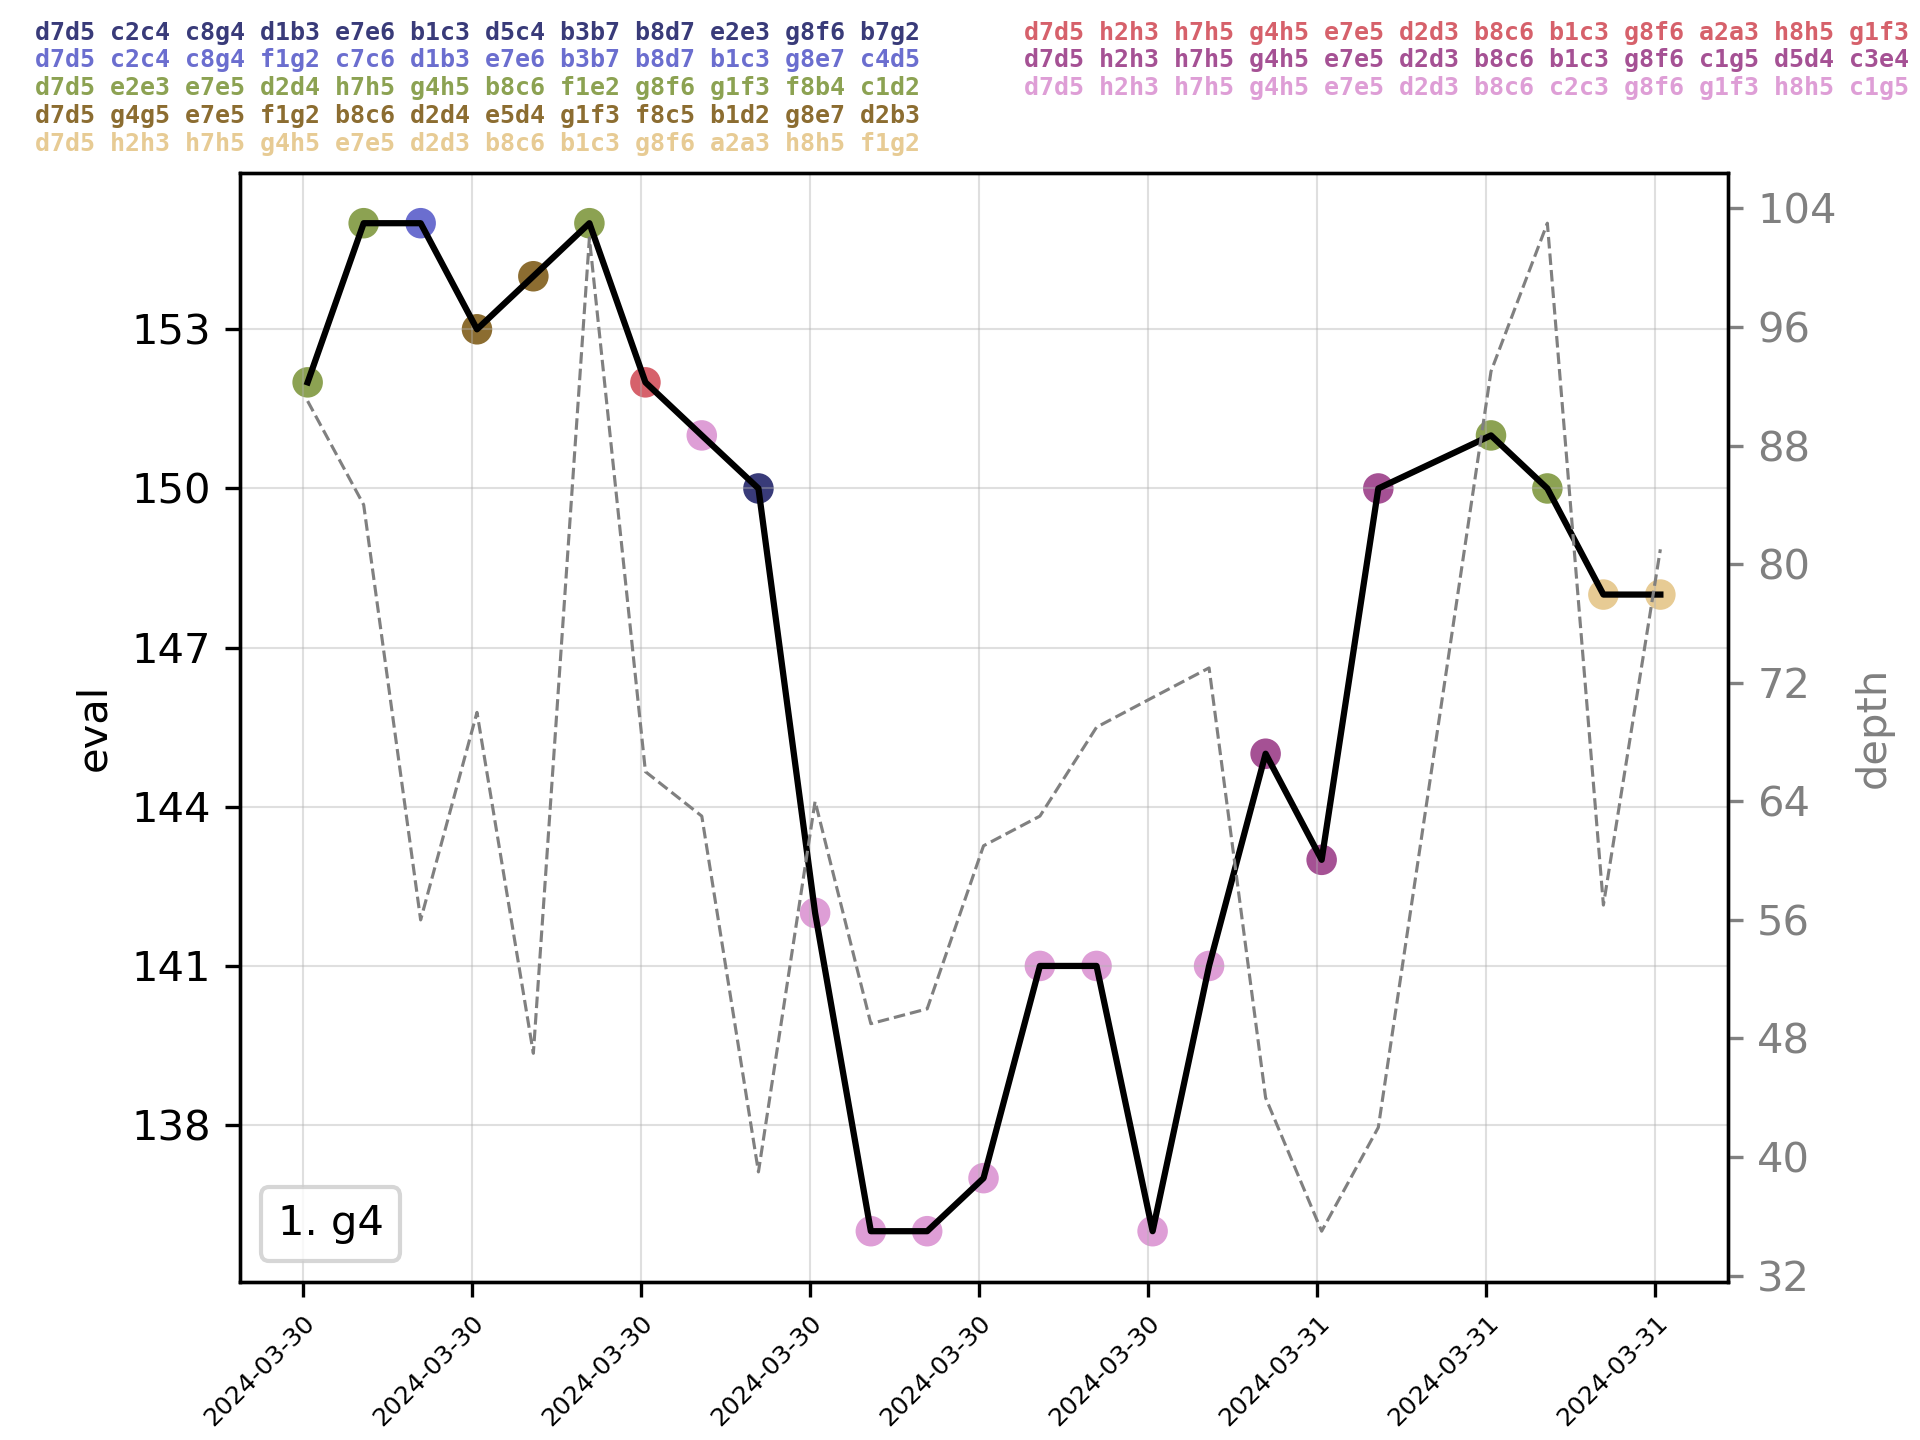 d7d5 c2c4 c8g4 d1b3 e7e6 b1c3 d5c4 b3b7 b8d7 e2e3 g8f6 b7g2
d7d5 c2c4 c8g4 f1g2 c7c6 d1b3 e7e6 b3b7 b8d7 b1c3 g8e7 c4d5
d7d5 e2e3 e7e5 d2d4 h7h5 g4h5 b8c6 f1e2 g8f6 g1f3 f8b4 c1d2
d7d5 g4g5 e7e5 f1g2 b8c6 d2d4 e5d4 g1f3 f8c5 b1d2 g8e7 d2b3
d7d5 h2h3 h7h5 g4h5 e7e5 d2d3 b8c6 b1c3 g8f6 a2a3 h8h5 f1g2
d7d5 h2h3 h7h5 g4h5 e7e5 d2d3 b8c6 b1c3 g8f6 a2a3 h8h5 g1f3
d7d5 h2h3 h7h5 g4h5 e7e5 d2d3 b8c6 b1c3 g8f6 c1g5 d5d4 c3e4
d7d5 h2h3 h7h5 g4h5 e7e5 d2d3 b8c6 c2c3 g8f6 g1f3 h8h5 c1g5
153
150
147
144
141
138
eval
104
96
88
80
72
64
56
48
40
32
depth
1. g4
2024-03-30
2024-03-30
2024-03-30
2024-03-30
2024-03-30
2024-03-30
2024-03-31
2024-03-31
2024-03-31